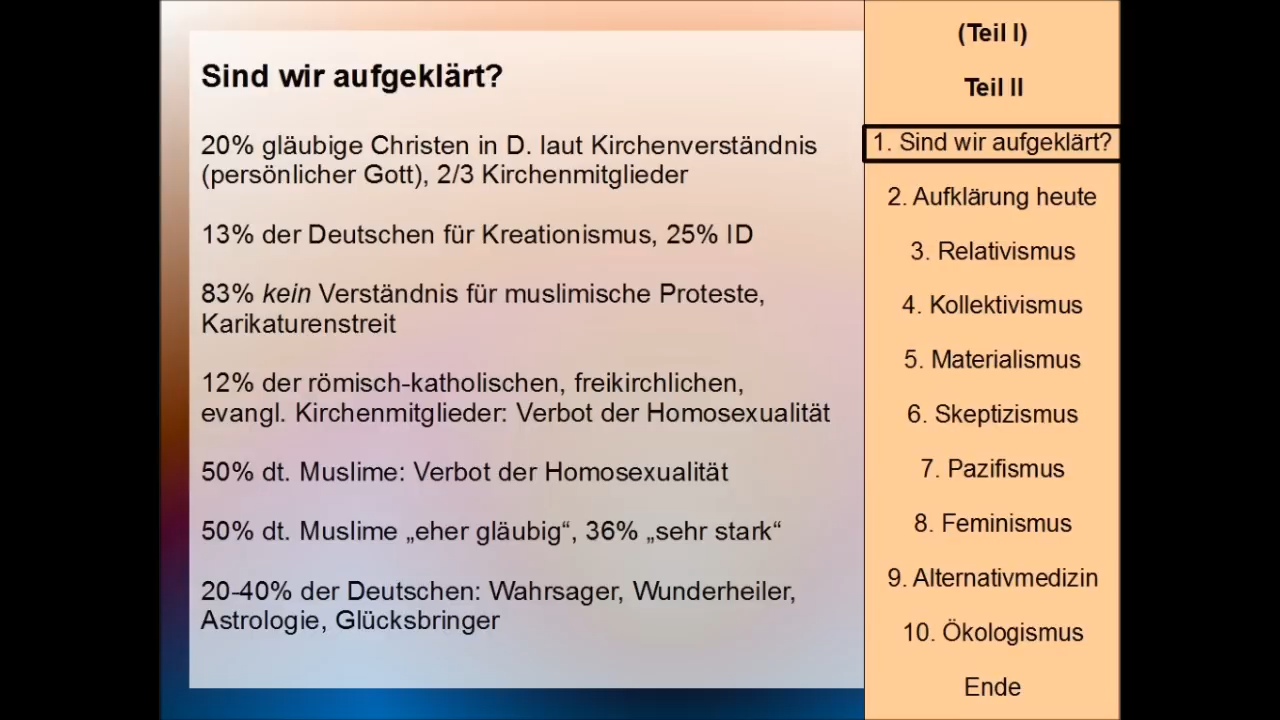 Sind wir aufgeklärt?
20% gläubige Christen in D. laut Kirchenverständnis
(persönlicher Gott), 2/3 Kirchenmitglieder
13% der Deutschen für Kreationismus, 25% ID
83% kein Verständnis für muslimische Proteste,
Karikaturenstreit
12% der römisch-katholischen, freikirchlichen,
evangl. Kirchenmitglieder: Verbot der Homosexualität
50% dt. Muslime: Verbot der Homosexualität
50% dt. Muslime „eher gläubig“, 36% „sehr stark“
20-40% der Deutschen: Wahrsager, Wunderheiler,
Astrologie, Glücksbringer
(Teil I)
Teil II
1. Sind wir aufgeklärt?
2. Aufklärung heute
3. Relativismus
4. Kollektivismus
5. Materialismus
6. Skeptizismus
7. Pazifismus
8. Feminismus
9. Alternativmedizin
10. Ökologismus
Ende